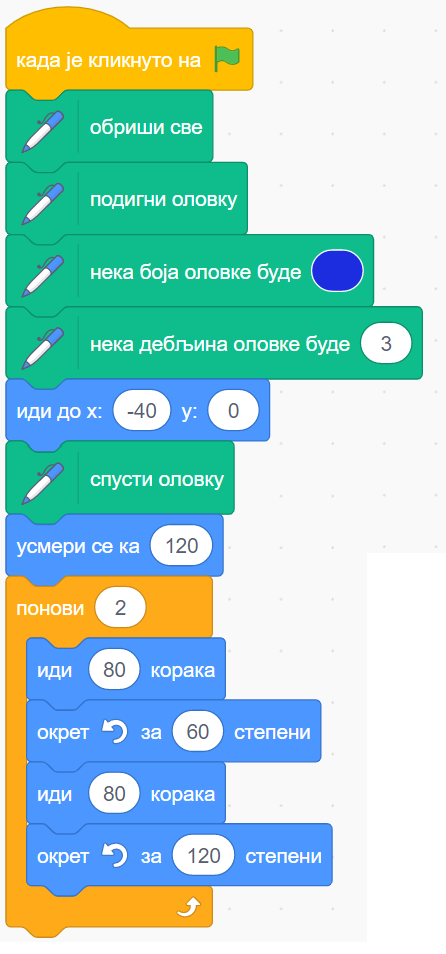 када је кликнуто на
обриши све
подигни оловку
нека боја оловке буде
нека дебљина оловке буде 3
иди до x: -40 y: 0
спусти оловку
усмери се ка 120
понови 2
иди 80 корака
окрет за 60 степени
иди 80 корака
окрет за 120 степени